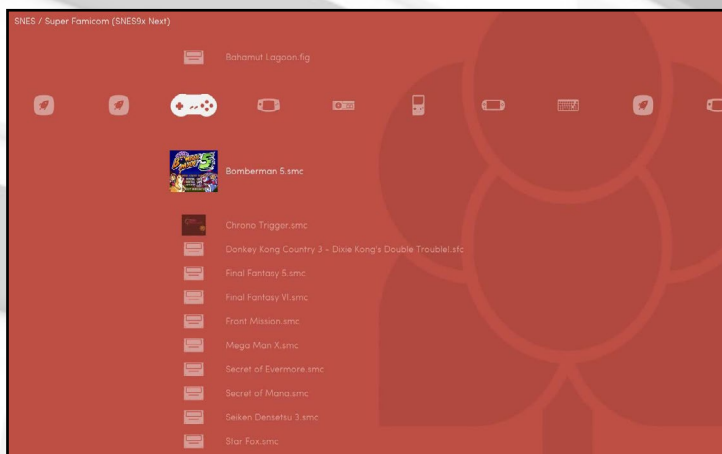 SNES / Super Famicom (SNES9x Next)
Bahamut Lagoon.fig
Bomberman 5.smc
Chrono Trigger.smc
Donkey Kong Country 3 - Dixie Kong's Double Trouble!.sfc
Final Fantasy 5.smc
Final Fantasy VI.smc
Front Mission.smc
Mega Man X.smc
Secret of Evermore.smc
Secret of Mana.smc
Seiken Densetsu 3.smc
Star Fox.smc